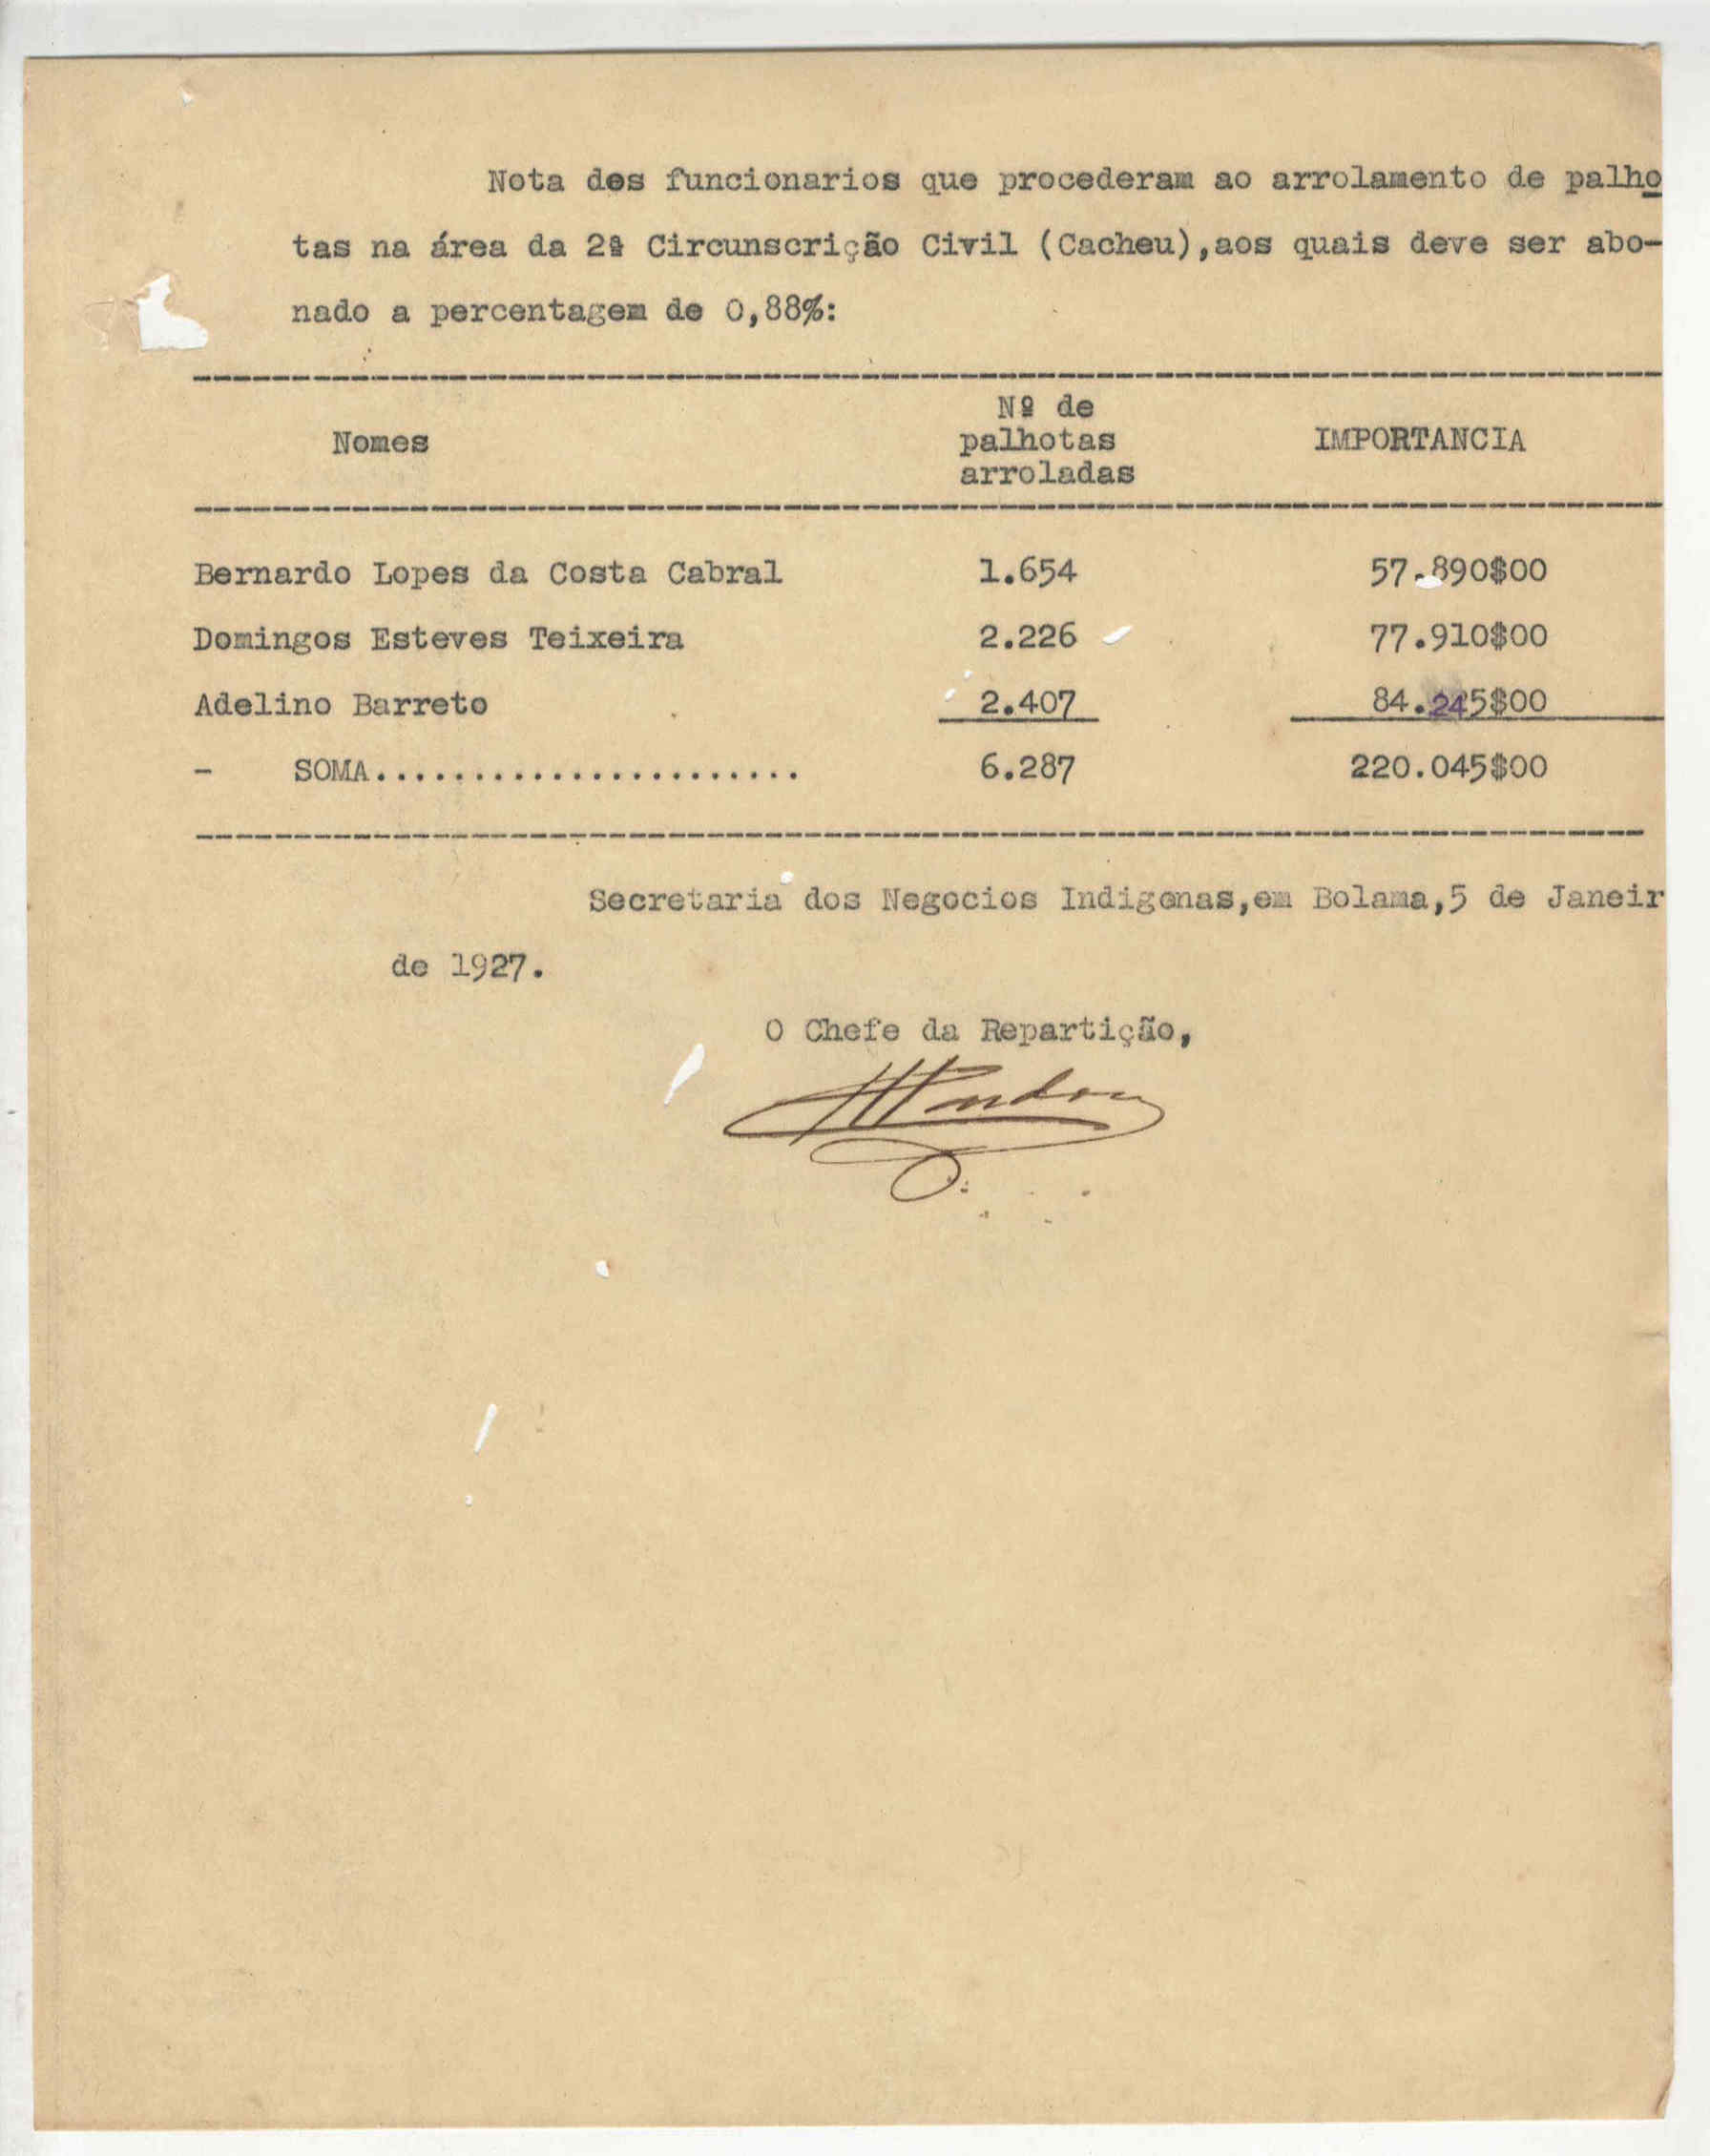 Nota dos funcionarios que procederam ao arrolamento de palho
tas na área da 2ª Circunscrição Civil (Cacheu),aos quais deve ser abo-
nado a percentagem de 0,88%:
Nomes Nº de palhotas arroladas IMPORTANCIA
Bernardo Lopes da Costa Cabral 1.654 57.890$00
Domingos Esteves Teixeira 2.226 77.910$00
Adelino Barreto 2.407 84.245$00
- SOMA...................... 6.287 220.045$00
Secretaria dos Negocios Indigenas,em Bolama,5 de Janeir
de 1927.
O Chefe da Repartição,